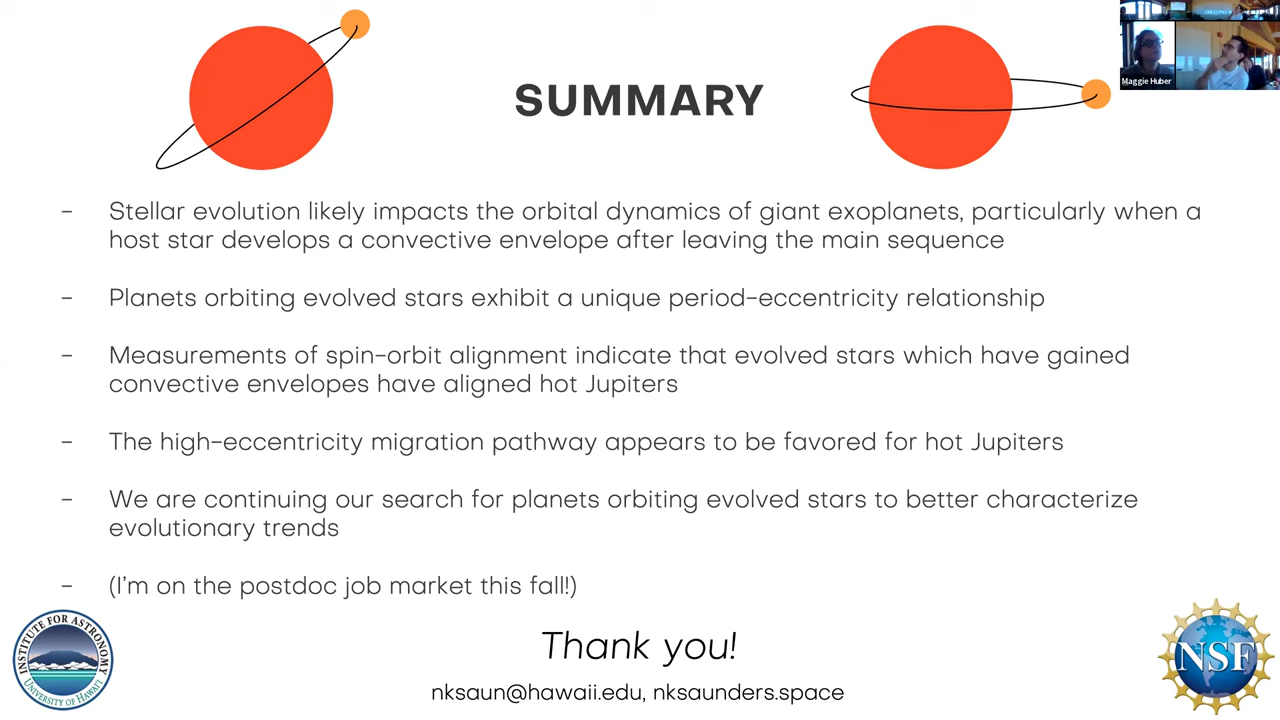 SUMMARY
Maggie Huber
- Stellar evolution likely impacts the orbital dynamics of giant exoplanets, particularly when a
host star develops a convective envelope after leaving the main sequence
- Planets orbiting evolved stars exhibit a unique period-eccentricity relationship
- Measurements of spin-orbit alignment indicate that evolved stars which have gained
convective envelopes have aligned hot Jupiters
- The high-eccentricity migration pathway appears to be favored for hot Jupiters
- We are continuing our search for planets orbiting evolved stars to better characterize
evolutionary trends
- (I'm on the postdoc job market this fall!)
INSTITUTE FOR ASTRONOMY
UNIVERSITY OF HAWAII
Thank you!
nksaun@hawaii.edu, nksaunders.space
NSF